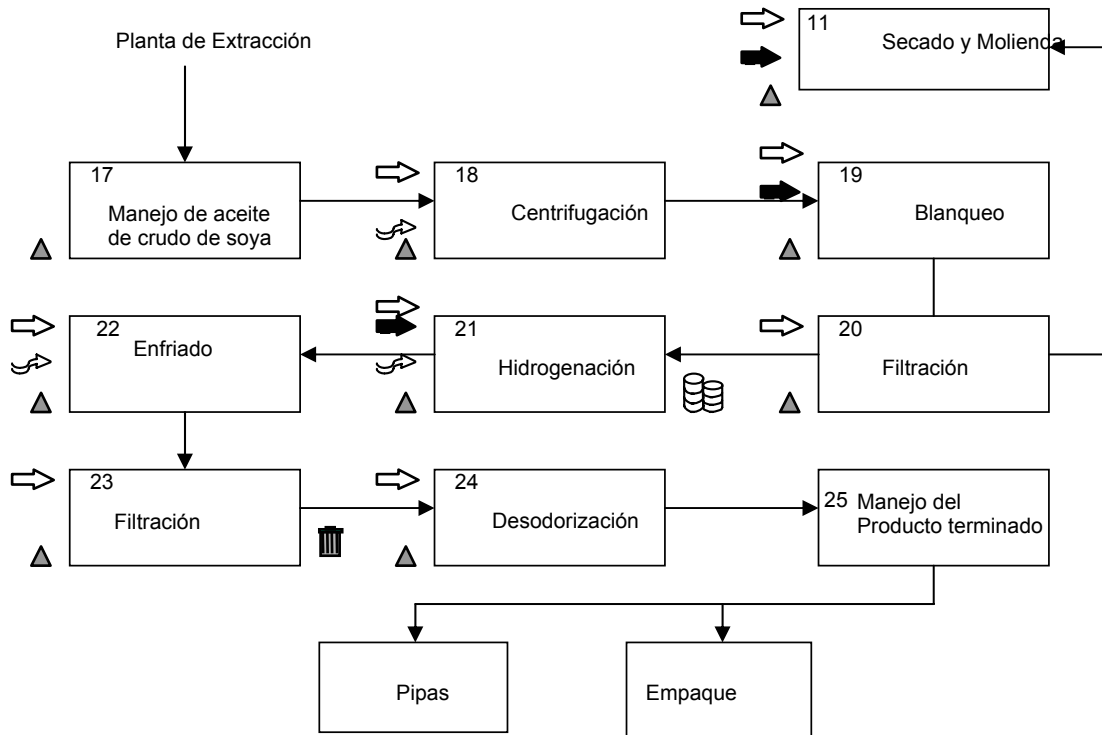 Planta de Extracción
11
Secado y Molienda
17
Manejo de aceite
de crudo de soya
18
Centrifugación
19
Blanqueo
22
Enfriado
21
Hidrogenación
20
Filtración
23
Filtración
24
Desodorización
25 Manejo del
Producto terminado
Pipas
Empaque